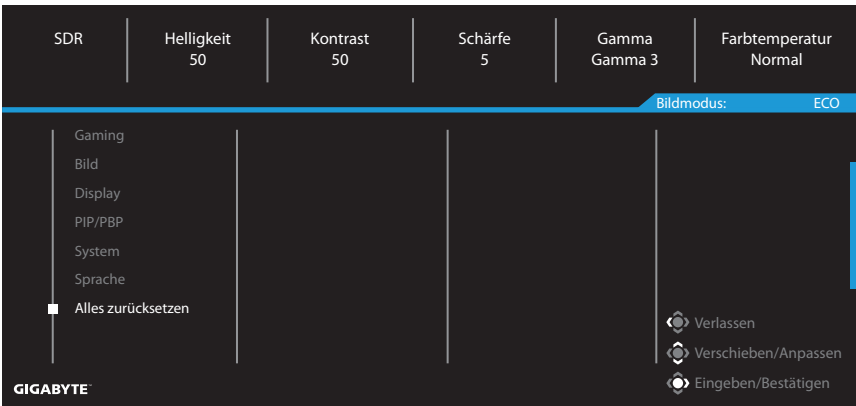 SDR
Helligkeit
50
Kontrast
50
Schärfe
5
Gamma
Gamma 3
Farbtemperatur
Normal
Bildmodus: ECO
Gaming
Bild
Display
PIP/PBP
System
Sprache
Alles zurücksetzen
Verlassen
Verschieben/Anpassen
Eingeben/Bestätigen
GIGABYTE™